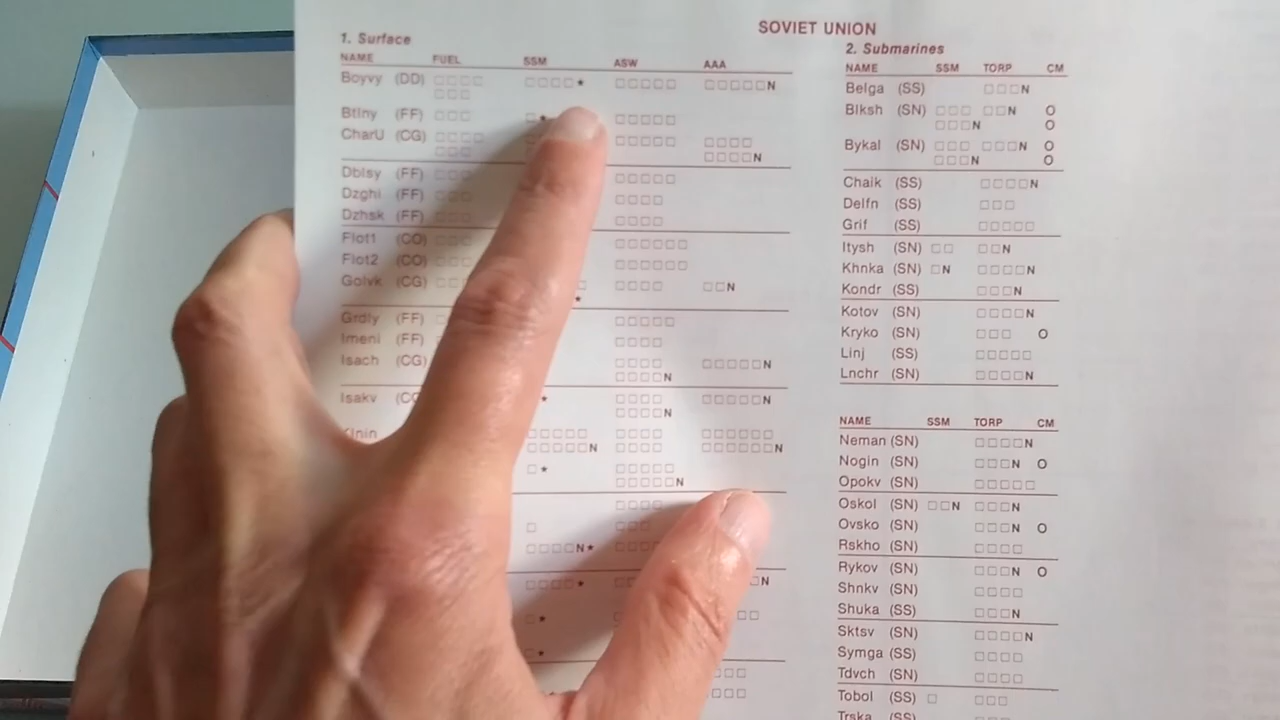 SOVIET UNION
1. Surface
NAME FUEL SSM ASW AAA
Boyvy (DD) □□□□ □□□□★ □□□□□ □□□□□N
□□□
Btlny (FF) □□□ □★ □□□□□
CharU (CG) □□□□ □□□□□ □□□□
□□□ □□□□N
Dblsy (FF) □□□ □□□□□
Dzghi (FF) □□□ □□□□
Dzhsk (FF) □□□ □□□□
Flot1 (CO) □□□ □□□□□□
Flot2 (CO) □□□ □□□□□□
Golvk (CG) □□□□ □□N
★
Grdly (FF) □□□□□
Imeni (FF) □□□□
Isach (CG) □□□□ □□□□□N
□□□□N
Isakv ★ □□□□ □□□□□N
□□□□N
□□□□□ □□□□ □□□□□□
□□□□□N □□□□ □□□□□□N
□★ □□□□□
□□□□□N
□
□□□□N★
□□□□★ N
□★
□★
2. Submarines
NAME SSM TORP CM
Belga (SS) □□□N
Blksh (SN) □□□ □□N O
□□□N O
Bykal (SN) □□□ □□□N O
□□□N O
Chaik (SS) □□□□N
Delfn (SS) □□□
Grif (SS) □□□□□
Itysh (SN) □□ □□N
Khnka (SN) □N □□□□N
Kondr (SS) □□□N
Kotov (SN) □□□□N
Kryko (SN) □□□ O
Linj (SS) □□□□□
Lnchr (SN) □□□□N
NAME SSM TORP CM
Neman (SN) □□□□N
Nogin (SN) □□□N O
Opokv (SN) □□□□□
Oskol (SN) □□N □□□N
Ovsko (SN) □□□N O
Rskho (SN) □□□□
Rykov (SN) □□□N O
Shnkv (SN) □□□□
Shuka (SS) □□□N
Sktsv (SN) □□□□N
Symga (SS) □□□□
Tdvch (SN) □□□□
Tobol (SS) □ □□□
Trska (SS)